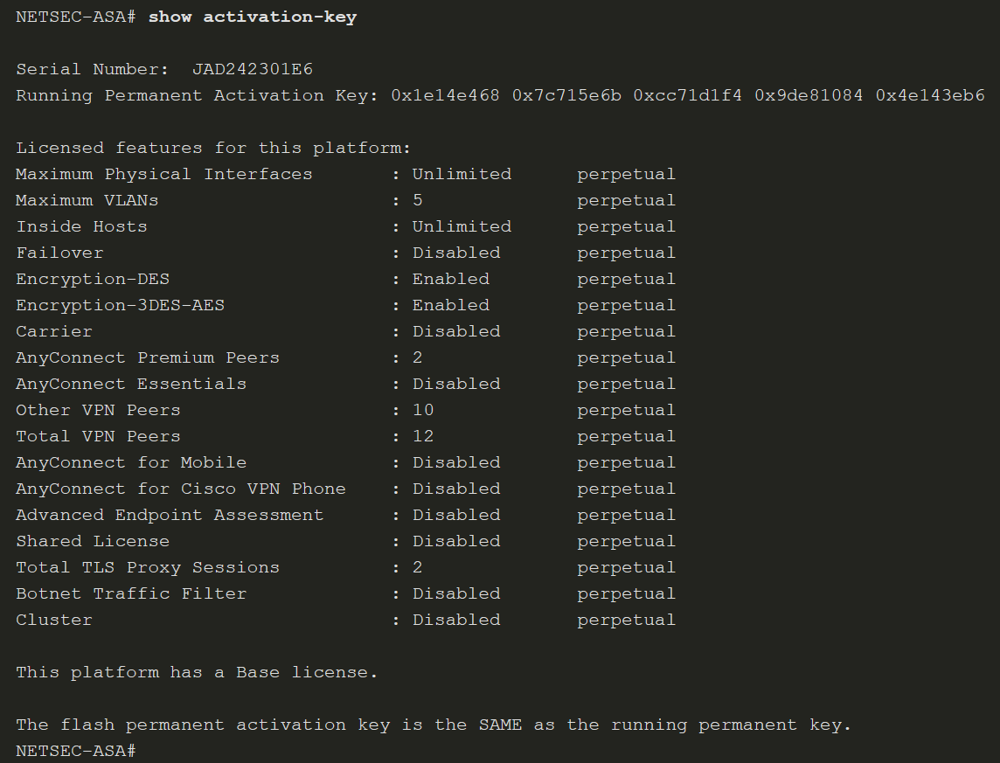 NETSEC-ASA# show activation-key
Serial Number:  JAD242301E6
Running Permanent Activation Key: 0x1e14e468 0x7c715e6b 0xcc71d1f4 0x9de81084 0x4e143eb6
Licensed features for this platform:
Maximum Physical Interfaces       : Unlimited      perpetual
Maximum VLANs                     : 5              perpetual
Inside Hosts                      : Unlimited      perpetual
Failover                          : Disabled       perpetual
Encryption-DES                    : Enabled        perpetual
Encryption-3DES-AES               : Enabled        perpetual
Carrier                           : Disabled       perpetual
AnyConnect Premium Peers          : 2              perpetual
AnyConnect Essentials             : Disabled       perpetual
Other VPN Peers                   : 10             perpetual
Total VPN Peers                   : 12             perpetual
AnyConnect for Mobile             : Disabled       perpetual
AnyConnect for Cisco VPN Phone    : Disabled       perpetual
Advanced Endpoint Assessment      : Disabled       perpetual
Shared License                    : Disabled       perpetual
Total TLS Proxy Sessions          : 2              perpetual
Botnet Traffic Filter             : Disabled       perpetual
Cluster                           : Disabled       perpetual
This platform has a Base license.
The flash permanent activation key is the SAME as the running permanent key.
NETSEC-ASA#